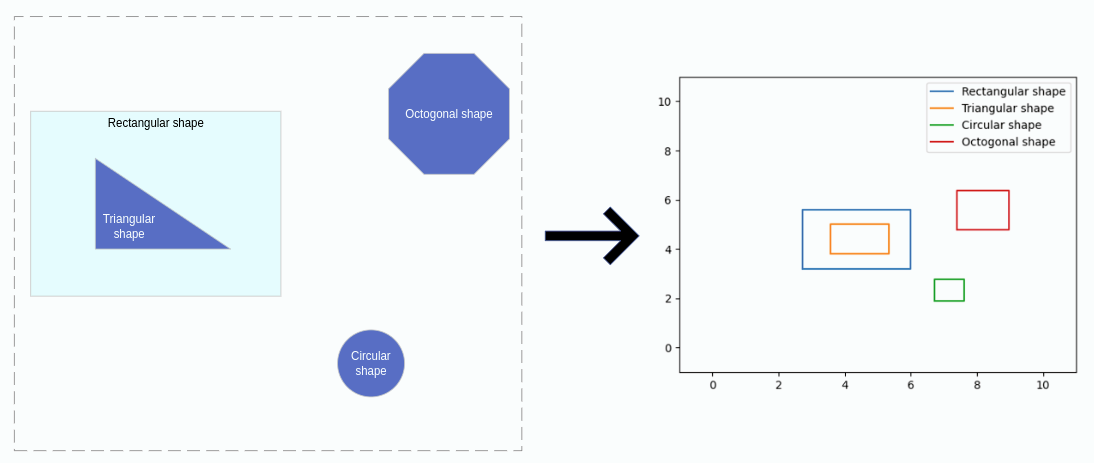 Rectangular shape
Triangular
shape
Octogonal shape
Circular
shape
Rectangular shape
Triangular shape
Circular shape
Octogonal shape
10
8
6
4
2
0
0 2 4 6 8 10